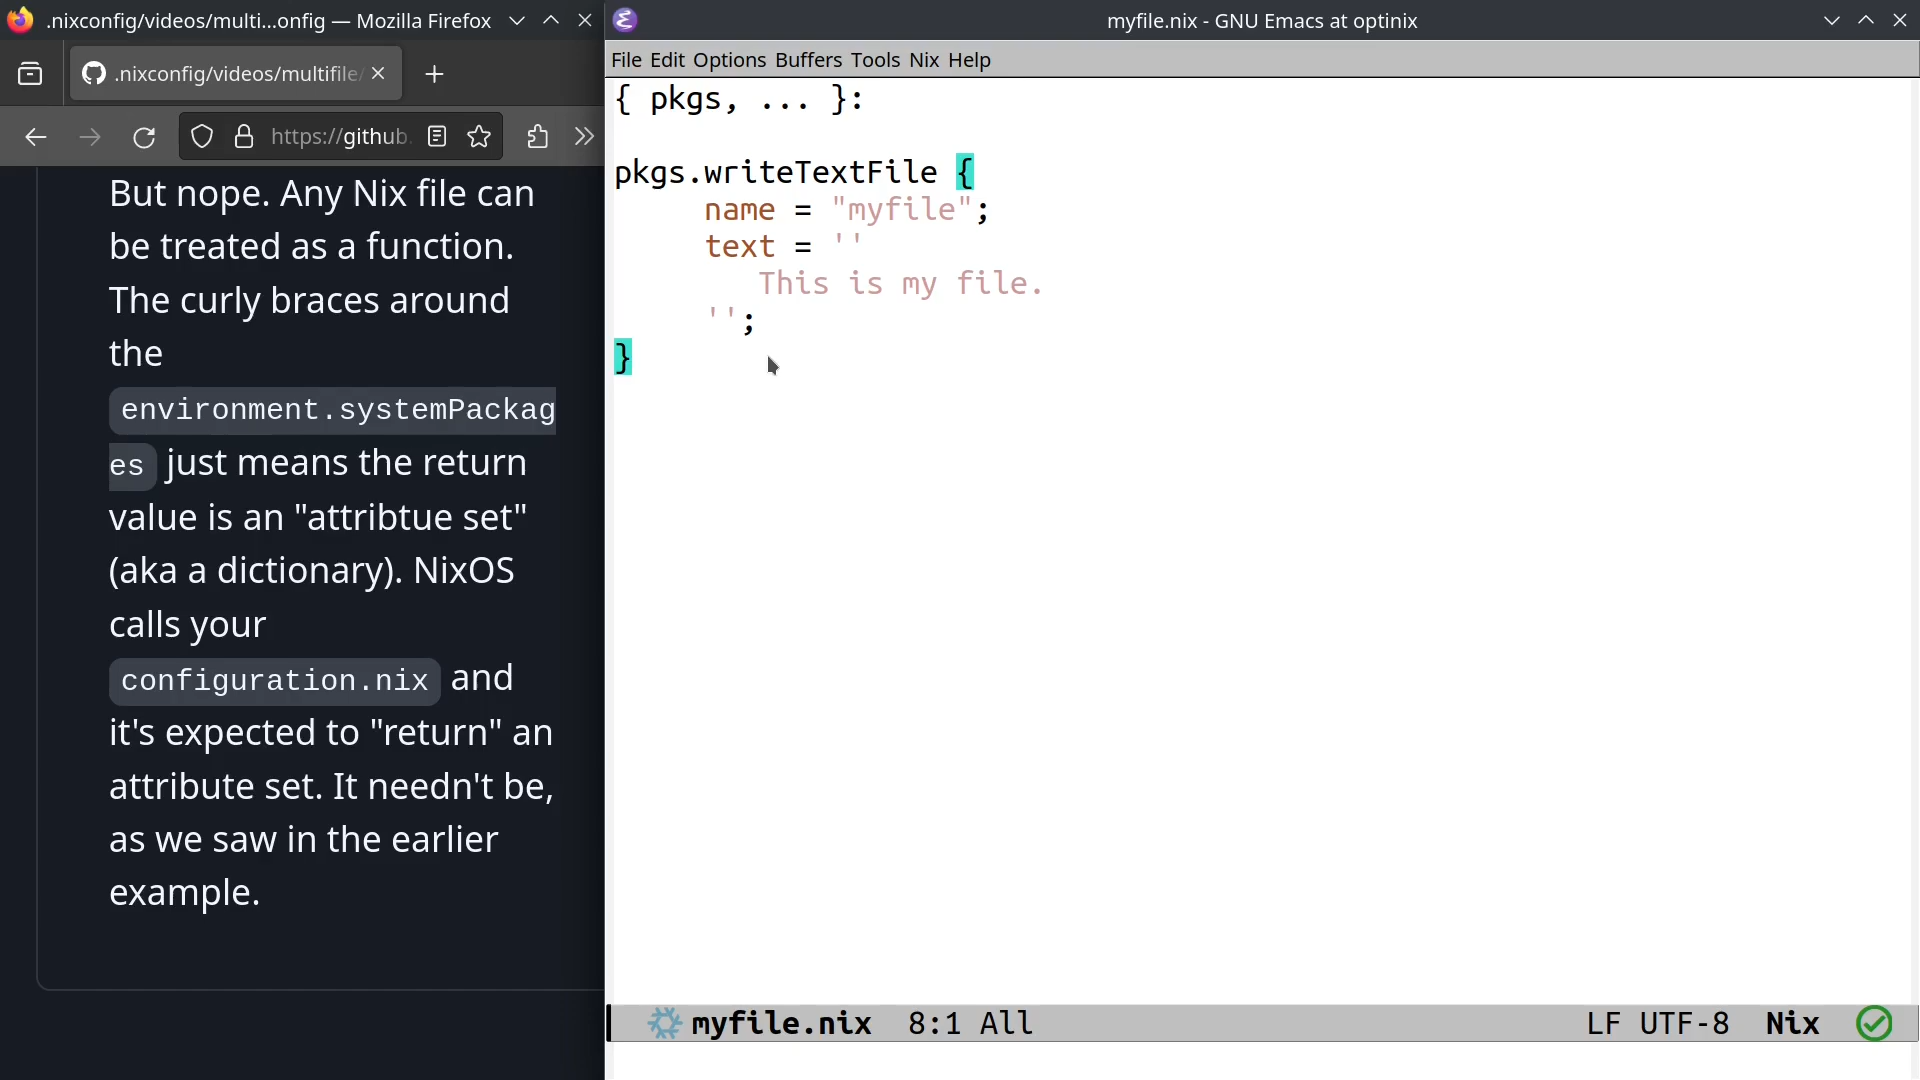 .nixconfig/videos/multi...onfig — Mozilla Firefox
.nixconfig/videos/multifile/
https://github.
But nope. Any Nix file can
be treated as a function.
The curly braces around
the
environment.systemPackag
es just means the return
value is an "attribtue set"
(aka a dictionary). NixOS
calls your
configuration.nix and
it's expected to "return" an
attribute set. It needn't be,
as we saw in the earlier
example.
myfile.nix - GNU Emacs at optinix
File Edit Options Buffers Tools Nix Help
{ pkgs, ... }:
pkgs.writeTextFile {
name = "myfile";
text = ''
This is my file.
'';
}
myfile.nix 8:1 All LF UTF-8 Nix